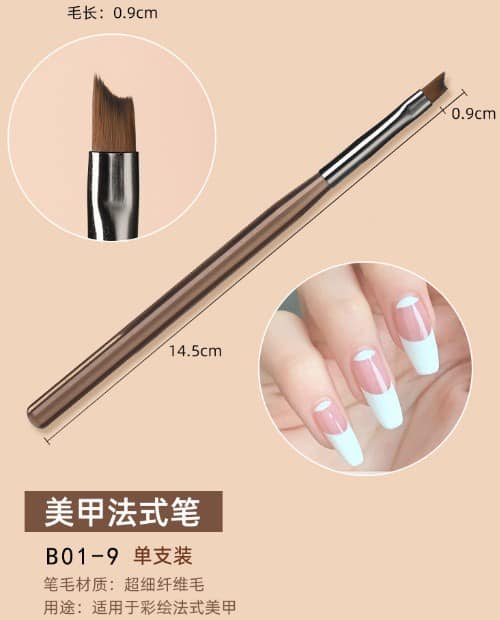 毛长：0.9cm
0.9cm
14.5cm
美甲法式笔
B01-9 单支装
笔毛材质：超细纤维毛
用途：适用于彩绘法式美甲